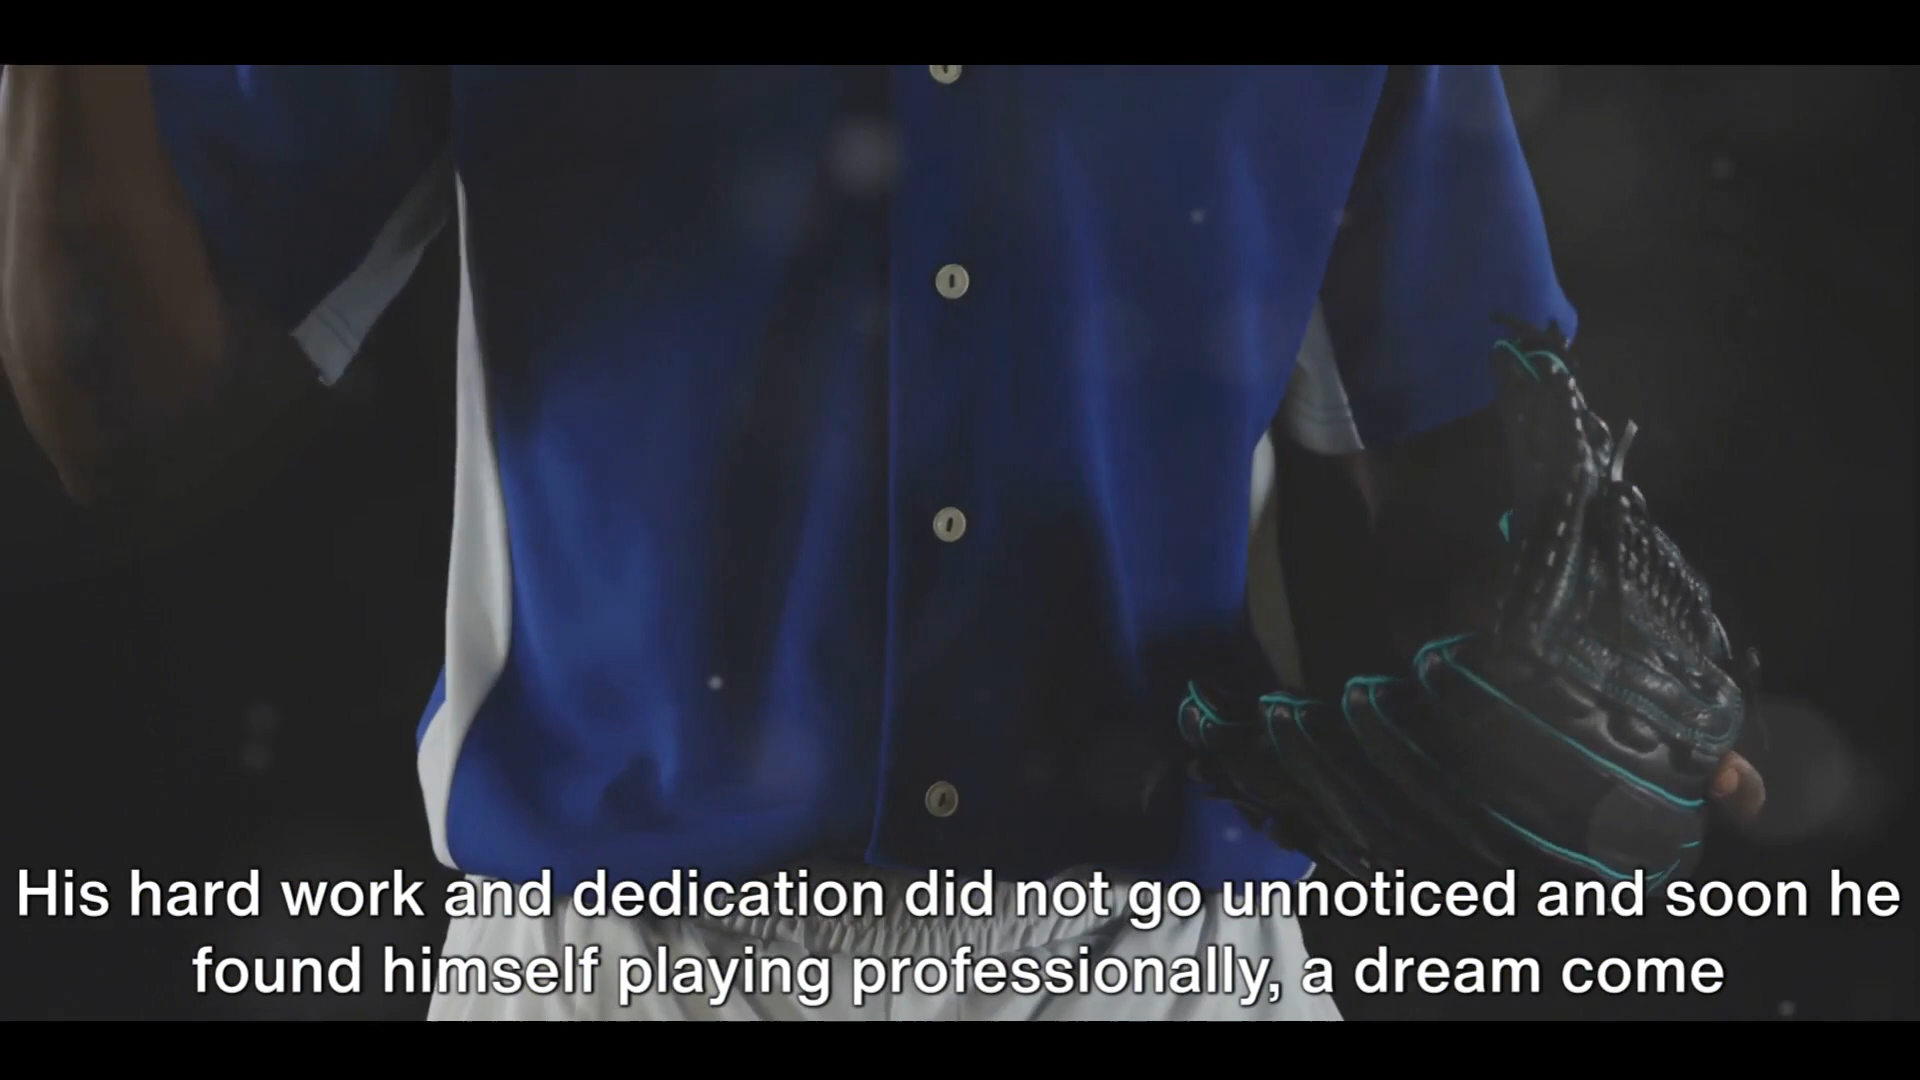 His hard work and dedication did not go unnoticed and soon he
found himself playing professionally, a dream come